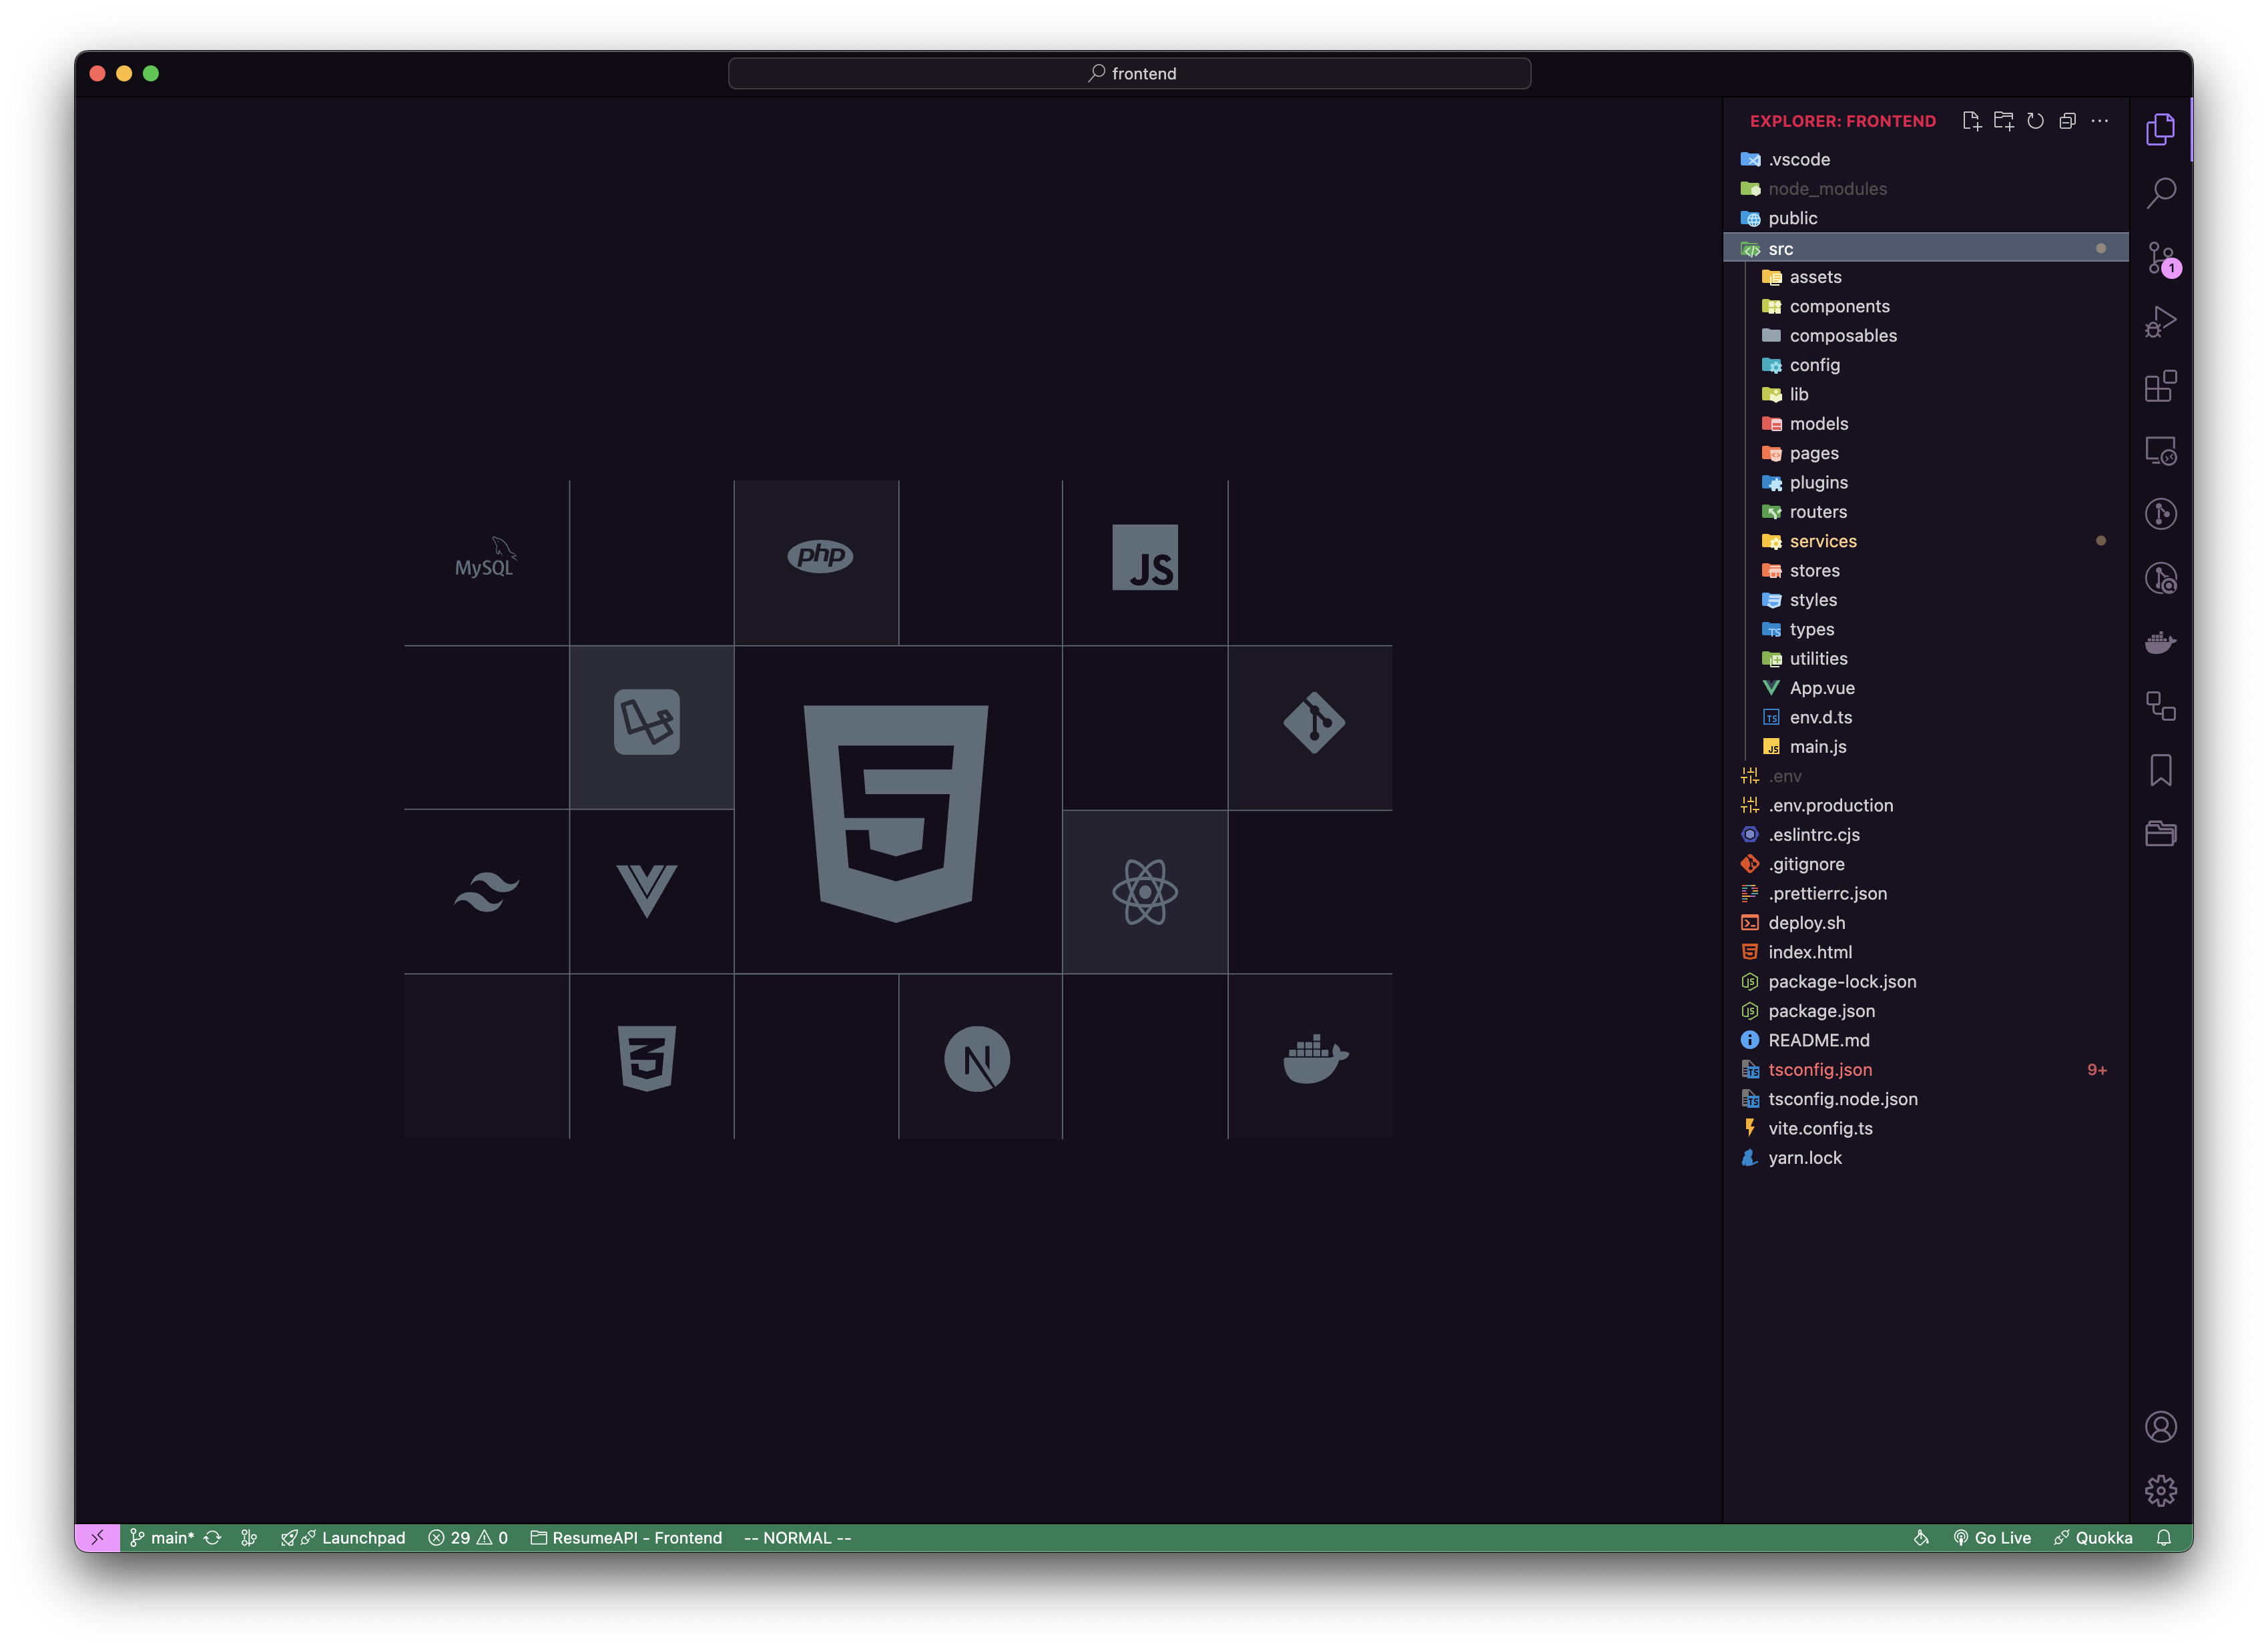 frontend
MySQL
php
JS
N
EXPLORER: FRONTEND
.vscode
node_modules
public
src
assets
components
composables
config
lib
models
pages
plugins
routers
services
stores
styles
types
utilities
App.vue
env.d.ts
main.js
.env
.env.production
.eslintrc.cjs
.gitignore
.prettierrc.json
deploy.sh
index.html
package-lock.json
package.json
README.md
tsconfig.json 9+
tsconfig.node.json
vite.config.ts
yarn.lock
1
main* Launchpad 29 0 ResumeAPI - Frontend -- NORMAL -- Go Live Quokka